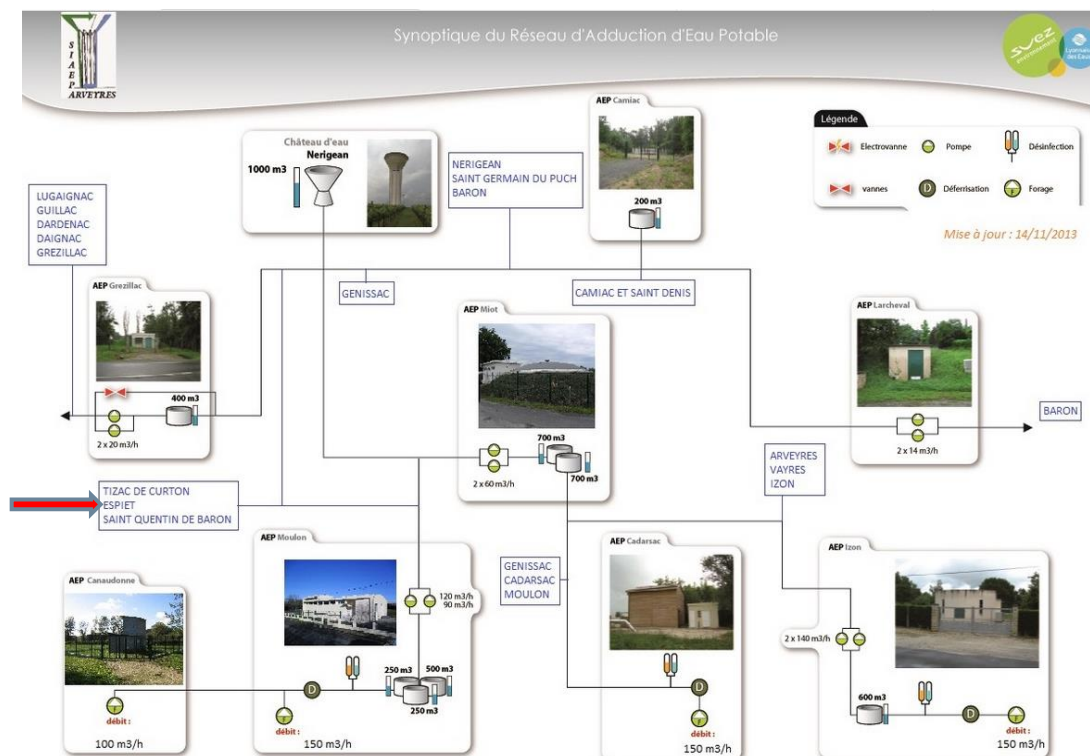 SIAEP
ARVEYRES
Synoptique du Réseau d'Adduction d'Eau Potable
suez
environnement
Lyonnaise
des Eaux
Légende
Electrovanne
Pompe
Désinfection
vannes
D
Déferrisation
Forage
Mise à jour : 14/11/2013
Château d'eau
Nerigean
1000 m3
NERIGEAN
SAINT GERMAIN DU PUCH
BARON
AEP Camiac
200 m3
LUGAIGNAC
GUILLAC
DARDENAC
DAIGNAC
GREZILLAC
GENISSAC
CAMIAC ET SAINT DENIS
AEP Grezillac
400 m3
2 x 20 m3/h
AEP Miot
700 m3
700 m3
2 x 60 m3/h
AEP Larcheval
2 x 14 m3/h
BARON
ARVEYRES
VAYRES
IZON
TIZAC DE CURTON
ESPIET
SAINT QUENTIN DE BARON
AEP Canaudonne
débit :
100 m3/h
AEP Moulon
120 m3/h
90 m3/h
250 m3
500 m3
250 m3
D
débit :
150 m3/h
GENISSAC
CADARSAC
MOULON
AEP Cadarsac
D
débit :
150 m3/h
AEP Izon
2 x 140 m3/h
600 m3
D
débit :
150 m3/h